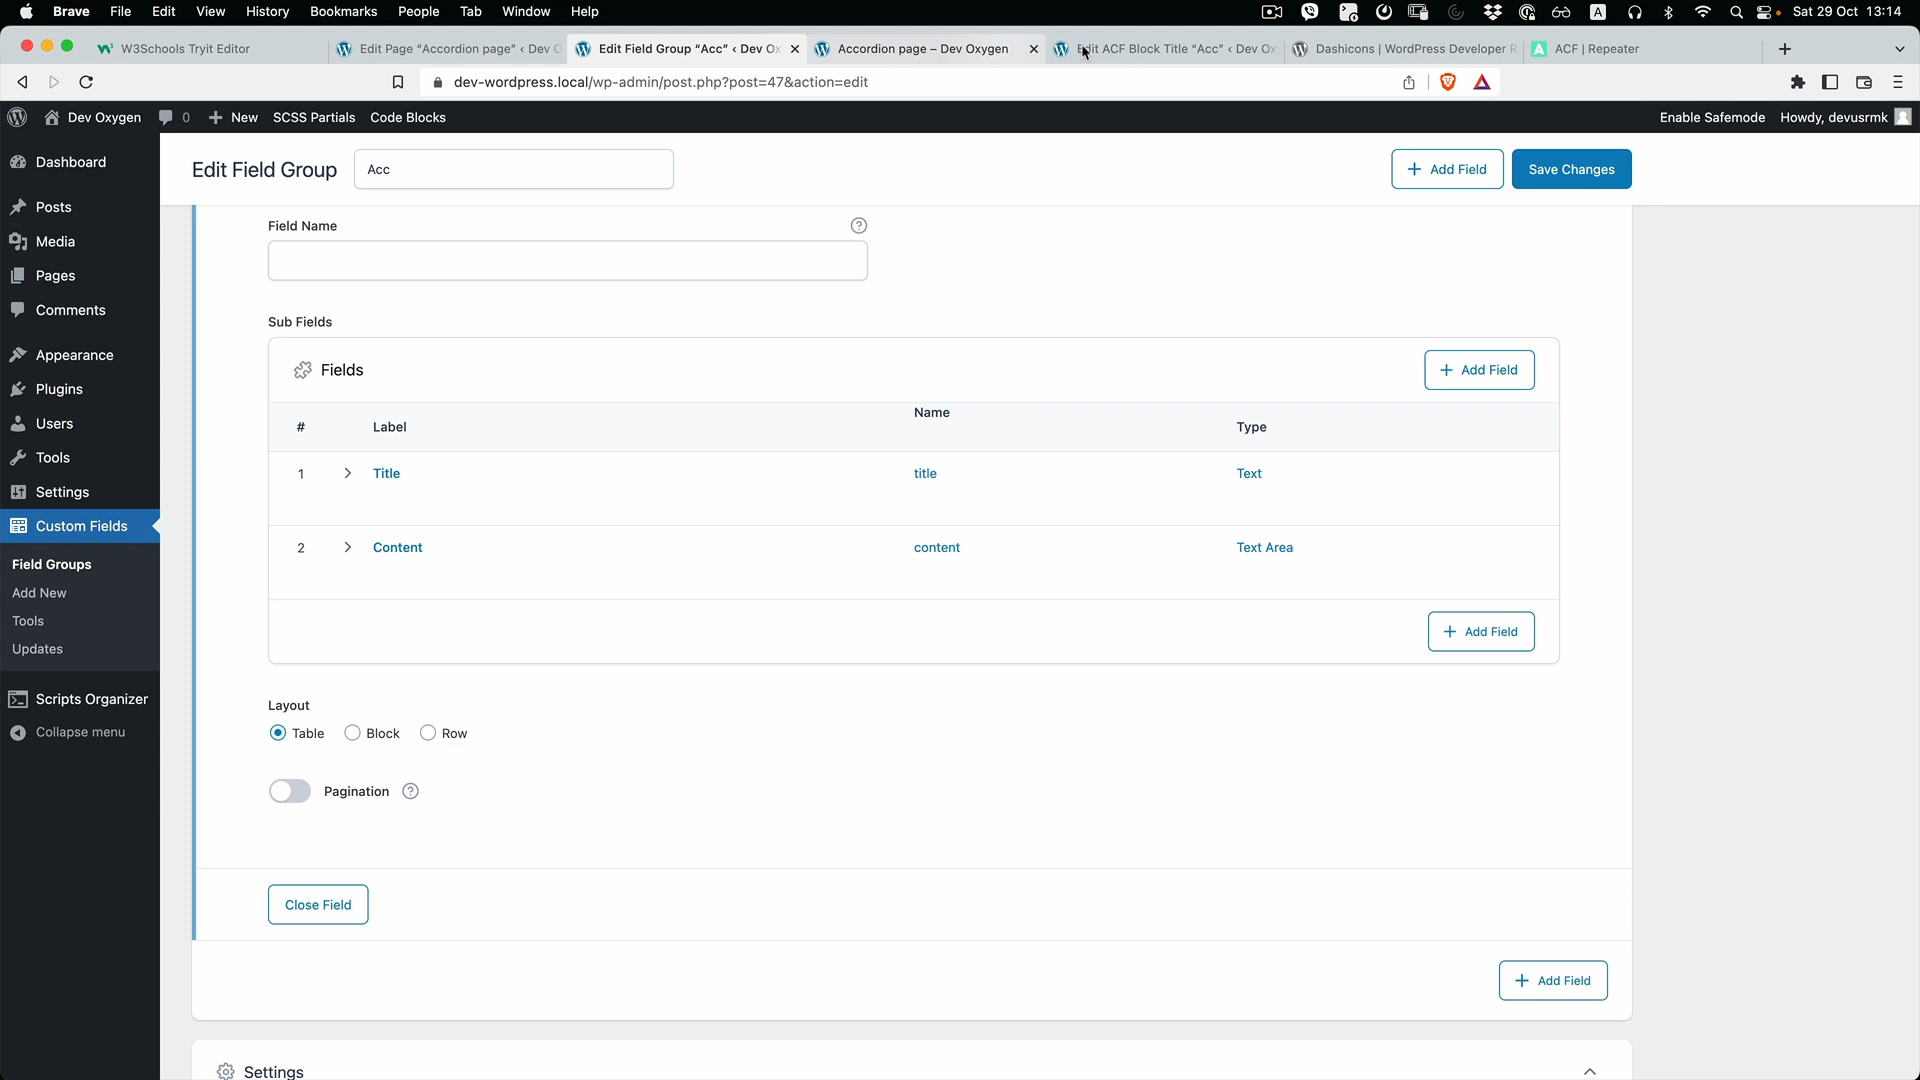 Brave File Edit View History Bookmarks People Tab Window Help Sat 29 Oct 13:14
W3Schools Tryit Editor Edit Page “Accordion page” ‹ Dev O Edit Field Group “Acc” ‹ Dev Ox Accordion page – Dev Oxygen Edit ACF Block Title “Acc” ‹ Dev Ox Dashicons | WordPress Developer R ACF | Repeater
dev-wordpress.local/wp-admin/post.php?post=47&action=edit
Dev Oxygen 0 New SCSS Partials Code Blocks Enable Safemode Howdy, devusrmk
Dashboard
Posts
Media
Pages
Comments
Appearance
Plugins
Users
Tools
Settings
Custom Fields
Field Groups
Add New
Tools
Updates
Scripts Organizer
Collapse menu
Edit Field Group Acc + Add Field Save Changes
Field Name
Sub Fields
Fields + Add Field
# Label Name Type
1 Title title Text
2 Content content Text Area
+ Add Field
Layout
Table Block Row
Pagination
Close Field
+ Add Field
Settings